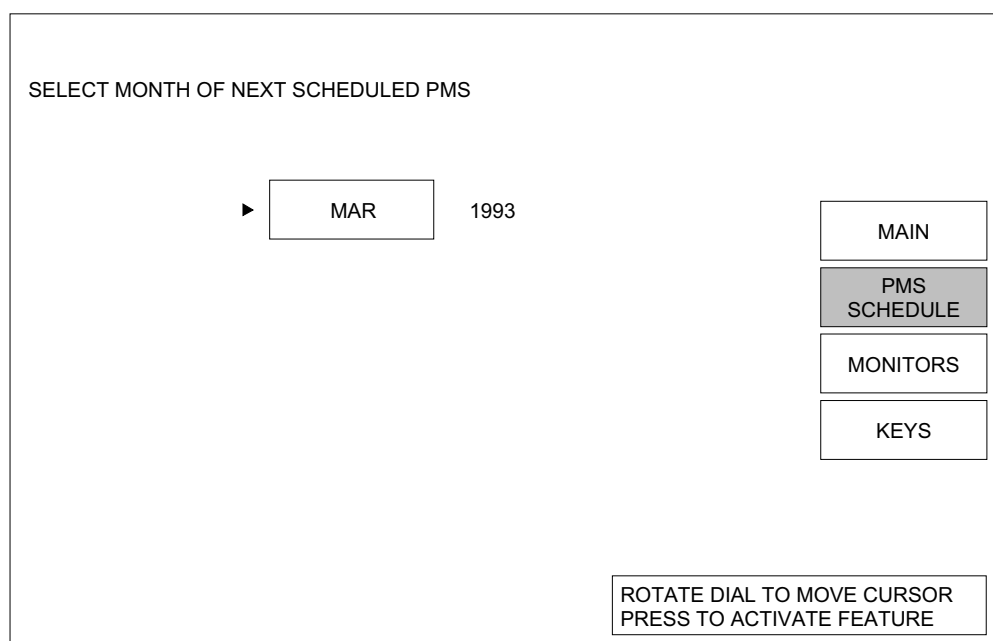 SELECT MONTH OF NEXT SCHEDULED PMS
MAR 1993
MAIN
PMS
SCHEDULE
MONITORS
KEYS
ROTATE DIAL TO MOVE CURSOR
PRESS TO ACTIVATE FEATURE